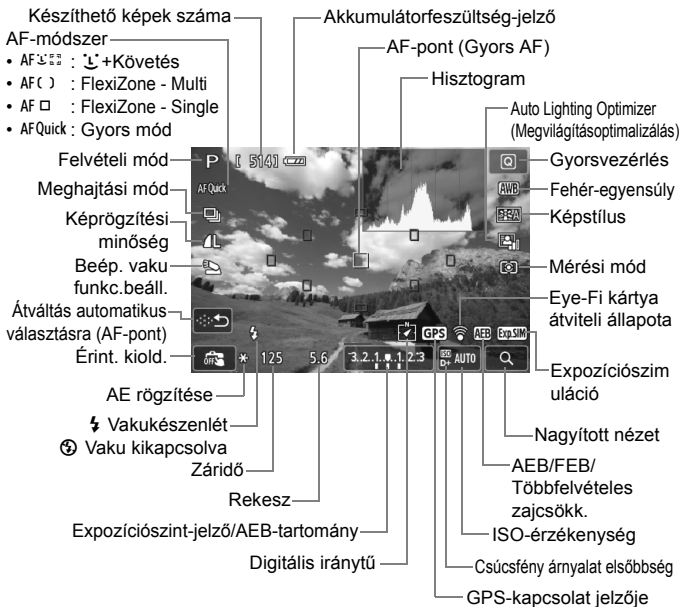 Készíthető képek száma
Akkumulátorfeszültség-jelző
AF-módszer
AF-pont (Gyors AF)
• AF : +Követés
• AF( ) : FlexiZone - Multi
Hisztogram
• AF □ : FlexiZone - Single
Auto Lighting Optimizer
(Megvilágításoptimalizálás)
• AFQuick : Gyors mód
Felvételi mód
P
[ 514]
Q
Gyorsvezérlés
Meghajtási mód
AFQuick
AWB
Fehér-egyensúly
Képrögzítési
minőség
L
A
Képstílus
Beép. vaku
funkc.beáll.
Mérési mód
Eye-Fi kártya
átviteli állapota
Átváltás automatikus
választásra (AF-pont)
N
GPS
AEB
Exp.SIM
Érint. kiold.
OFF
* 125 5.6
3..2..1..1..2.:3
ISO
D+ AUTO
Expozíciószim
uláció
AE rögzítése
Vakukészenlét
Nagyított nézet
Vaku kikapcsolva
AEB/FEB/
Többfelvételes
zajcsökk.
Záridő
Rekesz
Expozíciószint-jelző/AEB-tartomány
ISO-érzékenység
Digitális iránytű
Csúcsfény árnyalat elsőbbség
GPS-kapcsolat jelzője